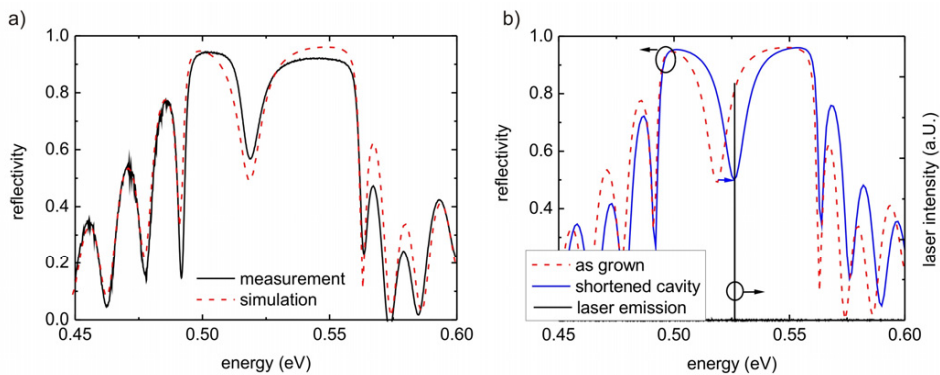 a)
reflectivity
1.0
0.8
0.6
0.4
0.2
0.0
measurement
simulation
0.45
0.50
0.55
0.60
energy (eV)
b)
reflectivity
1.0
0.8
0.6
0.4
as grown
shortened cavity
laser emission
0.45
0.50
0.55
0.60
energy (eV)
laser intensity (a.U.)